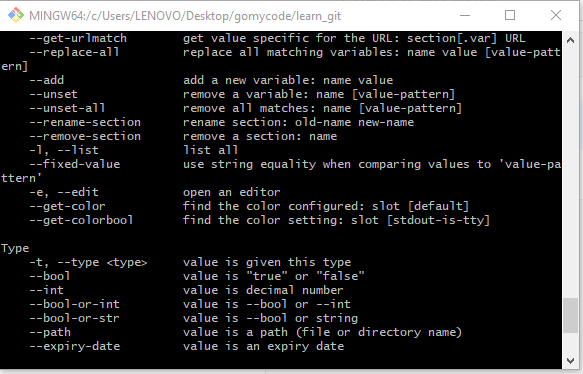 MINGW64:/c/Users/LENOVO/Desktop/gomycode/learn_git
--get-urlmatch get value specific for the URL: section[.var] URL
--replace-all replace all matching variables: name value [value-patt
ern]
--add add a new variable: name value
--unset remove a variable: name [value-pattern]
--unset-all remove all matches: name [value-pattern]
--rename-section rename section: old-name new-name
--remove-section remove a section: name
-l, --list list all
--fixed-value use string equality when comparing values to 'value-pa
ttern'
-e, --edit open an editor
--get-color find the color configured: slot [default]
--get-colorbool find the color setting: slot [stdout-is-tty]
Type
-t, --type <type> value is given this type
--bool value is "true" or "false"
--int value is decimal number
--bool-or-int value is --bool or --int
--bool-or-str value is --bool or string
--path value is a path (file or directory name)
--expiry-date value is an expiry date